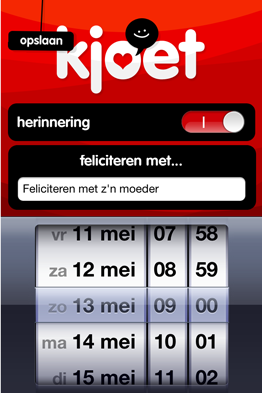 opslaan
kjoet
herinnering
feliciteren met...
Feliciteren met z'n moeder
vr 11 mei 07 58
za 12 mei 08 59
zo 13 mei 09 00
ma 14 mei 10 01
di 15 mei 11 02